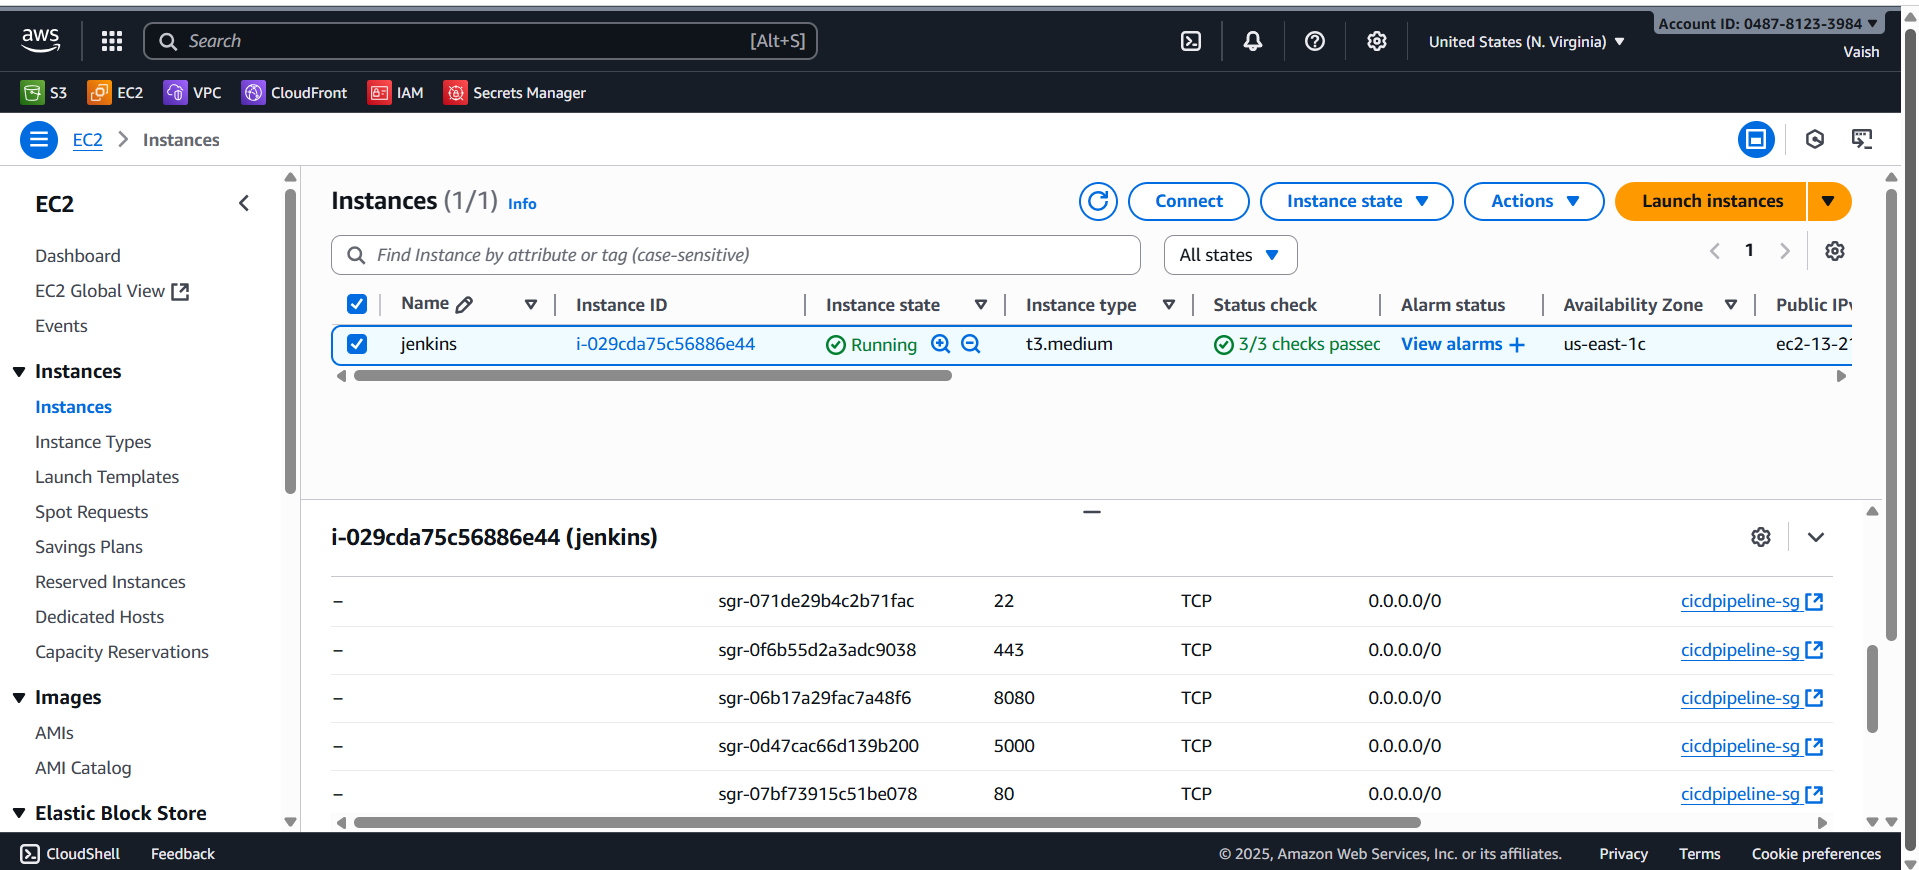 aws
Search [Alt+S]
United States (N. Virginia)
Account ID: 0487-8123-3984
Vaish
S3 EC2 VPC CloudFront IAM Secrets Manager
EC2 Instances
EC2
Dashboard
EC2 Global View
Events
Instances
Instances
Instance Types
Launch Templates
Spot Requests
Savings Plans
Reserved Instances
Dedicated Hosts
Capacity Reservations
Images
AMIs
AMI Catalog
Elastic Block Store
Instances (1/1) Info
Connect Instance state Actions Launch instances
Find Instance by attribute or tag (case-sensitive) All states 1
Name Instance ID Instance state Instance type Status check Alarm status Availability Zone Public IPv
jenkins i-029cda75c56886e44 Running t3.medium 3/3 checks passed View alarms us-east-1c ec2-13-21
i-029cda75c56886e44 (jenkins)
– sgr-071de29b4c2b71fac 22 TCP 0.0.0.0/0 cicdpipeline-sg
– sgr-0f6b55d2a3adc9038 443 TCP 0.0.0.0/0 cicdpipeline-sg
– sgr-06b17a29fac7a48f6 8080 TCP 0.0.0.0/0 cicdpipeline-sg
– sgr-0d47cac66d139b200 5000 TCP 0.0.0.0/0 cicdpipeline-sg
– sgr-07bf73915c51be078 80 TCP 0.0.0.0/0 cicdpipeline-sg
CloudShell Feedback © 2025, Amazon Web Services, Inc. or its affiliates. Privacy Terms Cookie preferences